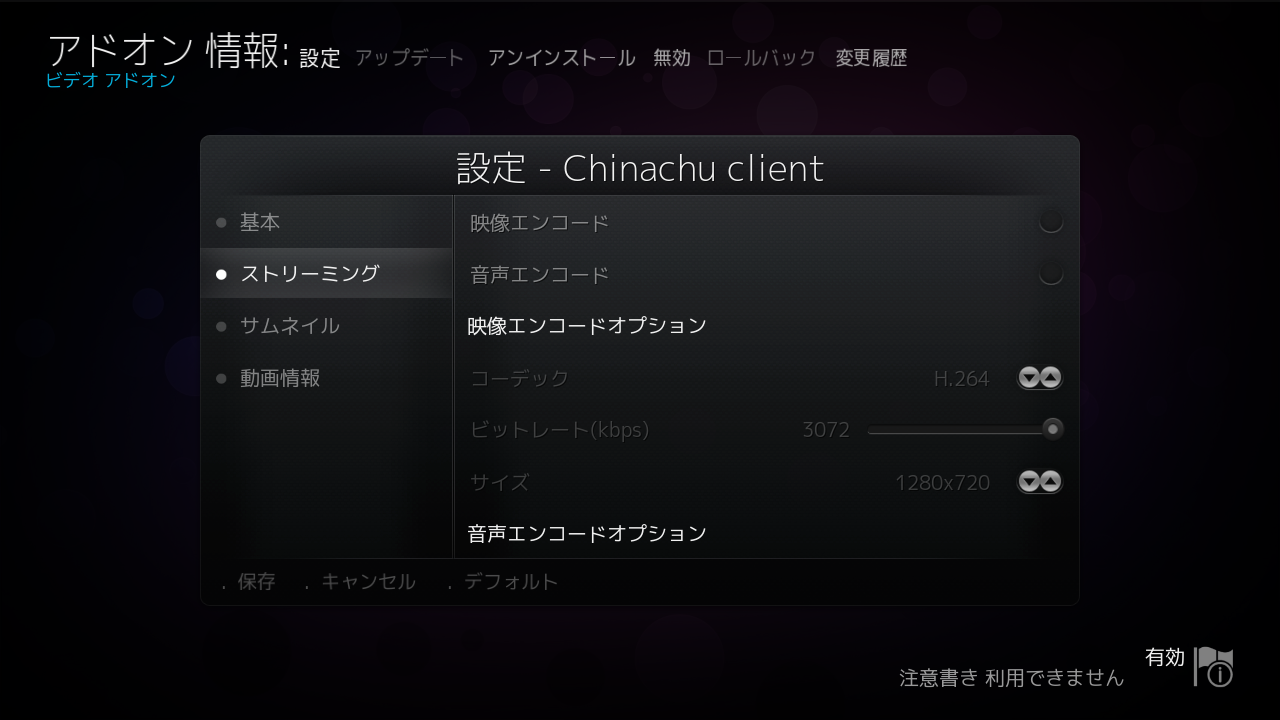 アドオン 情報: 設定 アップデート アンインストール 無効 ロールバック 変更履歴
ビデオ アドオン
設定 - Chinachu client
基本
ストリーミング
サムネイル
動画情報
映像エンコード
音声エンコード
映像エンコードオプション
コーデック H.264
ビットレート(kbps) 3072
サイズ 1280x720
音声エンコードオプション
. 保存 . キャンセル . デフォルト
有効
注意書き 利用できません